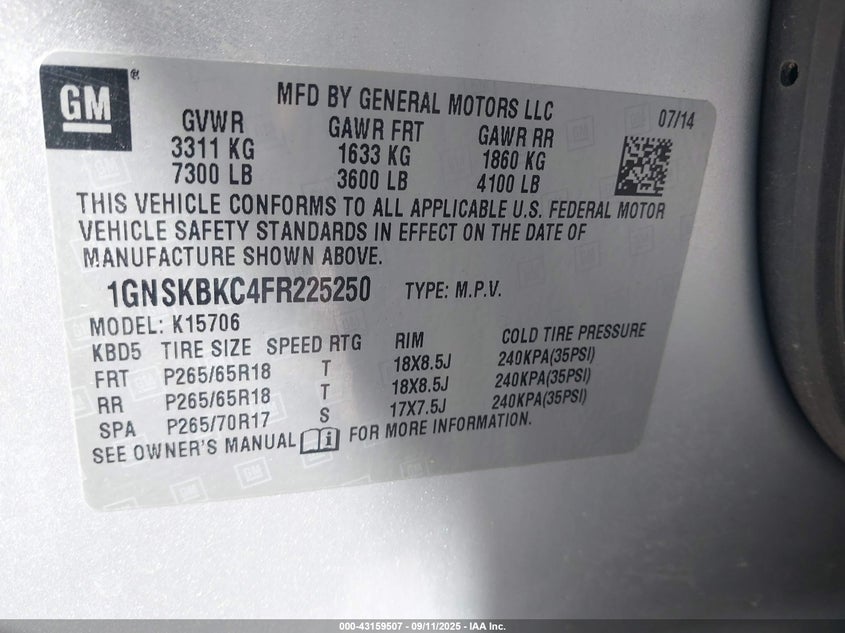 GM ®
MFD BY GENERAL MOTORS LLC
07/14
GVWR GAWR FRT GAWR RR
3311 KG 1633 KG 1860 KG
7300 LB 3600 LB 4100 LB
THIS VEHICLE CONFORMS TO ALL APPLICABLE U.S. FEDERAL MOTOR
VEHICLE SAFETY STANDARDS IN EFFECT ON THE DATE OF
MANUFACTURE SHOWN ABOVE.
1GNSKBKC4FR225250 TYPE: M.P.V.
MODEL: K15706
KBD5 TIRE SIZE SPEED RTG RIM COLD TIRE PRESSURE
FRT P265/65R18 T 18X8.5J 240KPA(35PSI)
RR P265/65R18 T 18X8.5J 240KPA(35PSI)
SPA P265/70R17 S 17X7.5J 240KPA(35PSI)
SEE OWNER'S MANUAL FOR MORE INFORMATION.
000-43159507 - 09/11/2025 - IAA Inc.